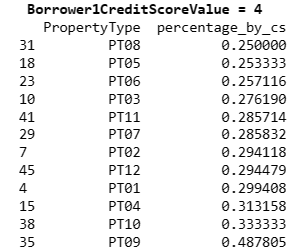 Borrower1CreditScoreValue = 4
PropertyType percentage_by_cs
31 PT08 0.250000
18 PT05 0.253333
23 PT06 0.257116
10 PT03 0.276190
41 PT11 0.285714
29 PT07 0.285832
7 PT02 0.294118
45 PT12 0.294479
4 PT01 0.299408
15 PT04 0.313158
38 PT10 0.333333
35 PT09 0.487805